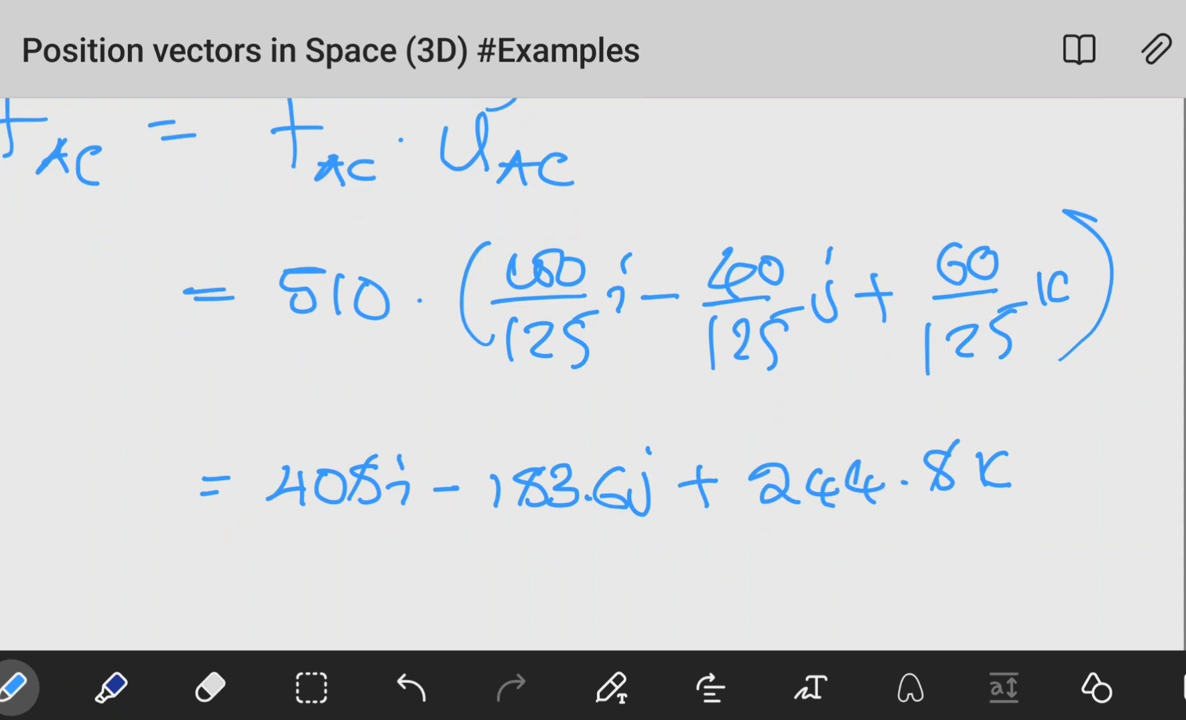 Position vectors in Space (3D) #Examples
F_AC = F_AC · U_AC
= 510 · (100/125 i - 400/125 j + 60/125 k)
= 408i - 183.6j + 244.8K